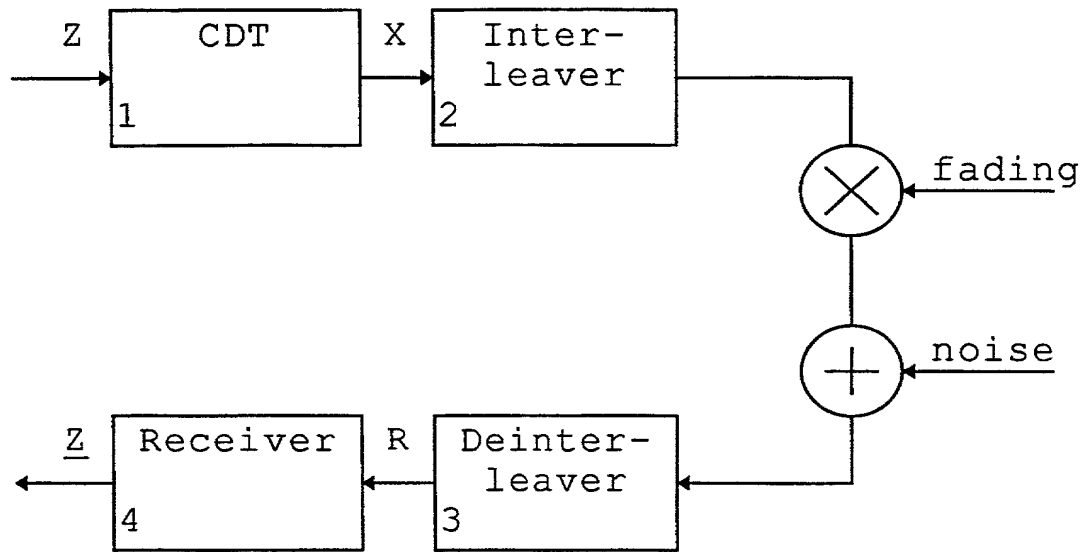 Z
CDT
1
X
Inter-
leaver
2
fading
noise
Z
Receiver
4
R
Deinter-
leaver
3